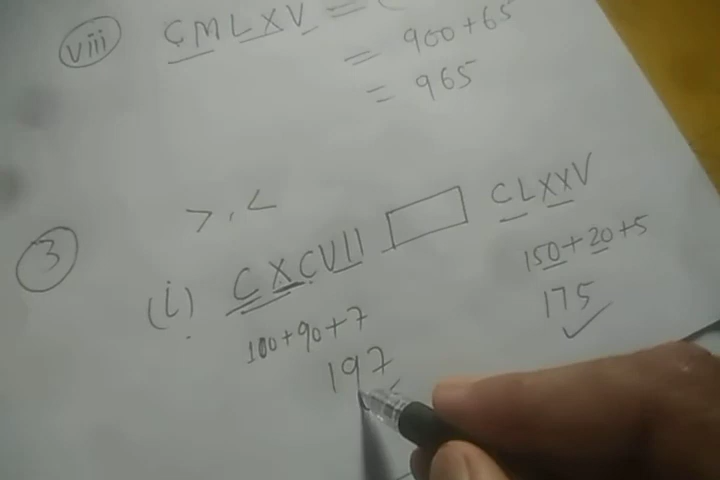 (viii) CMLXV = (
= 900+65
= 965
(3) >, <
(i) CXCVII □ CLXXV
100+90+7 150+20+5
197 175 ✓